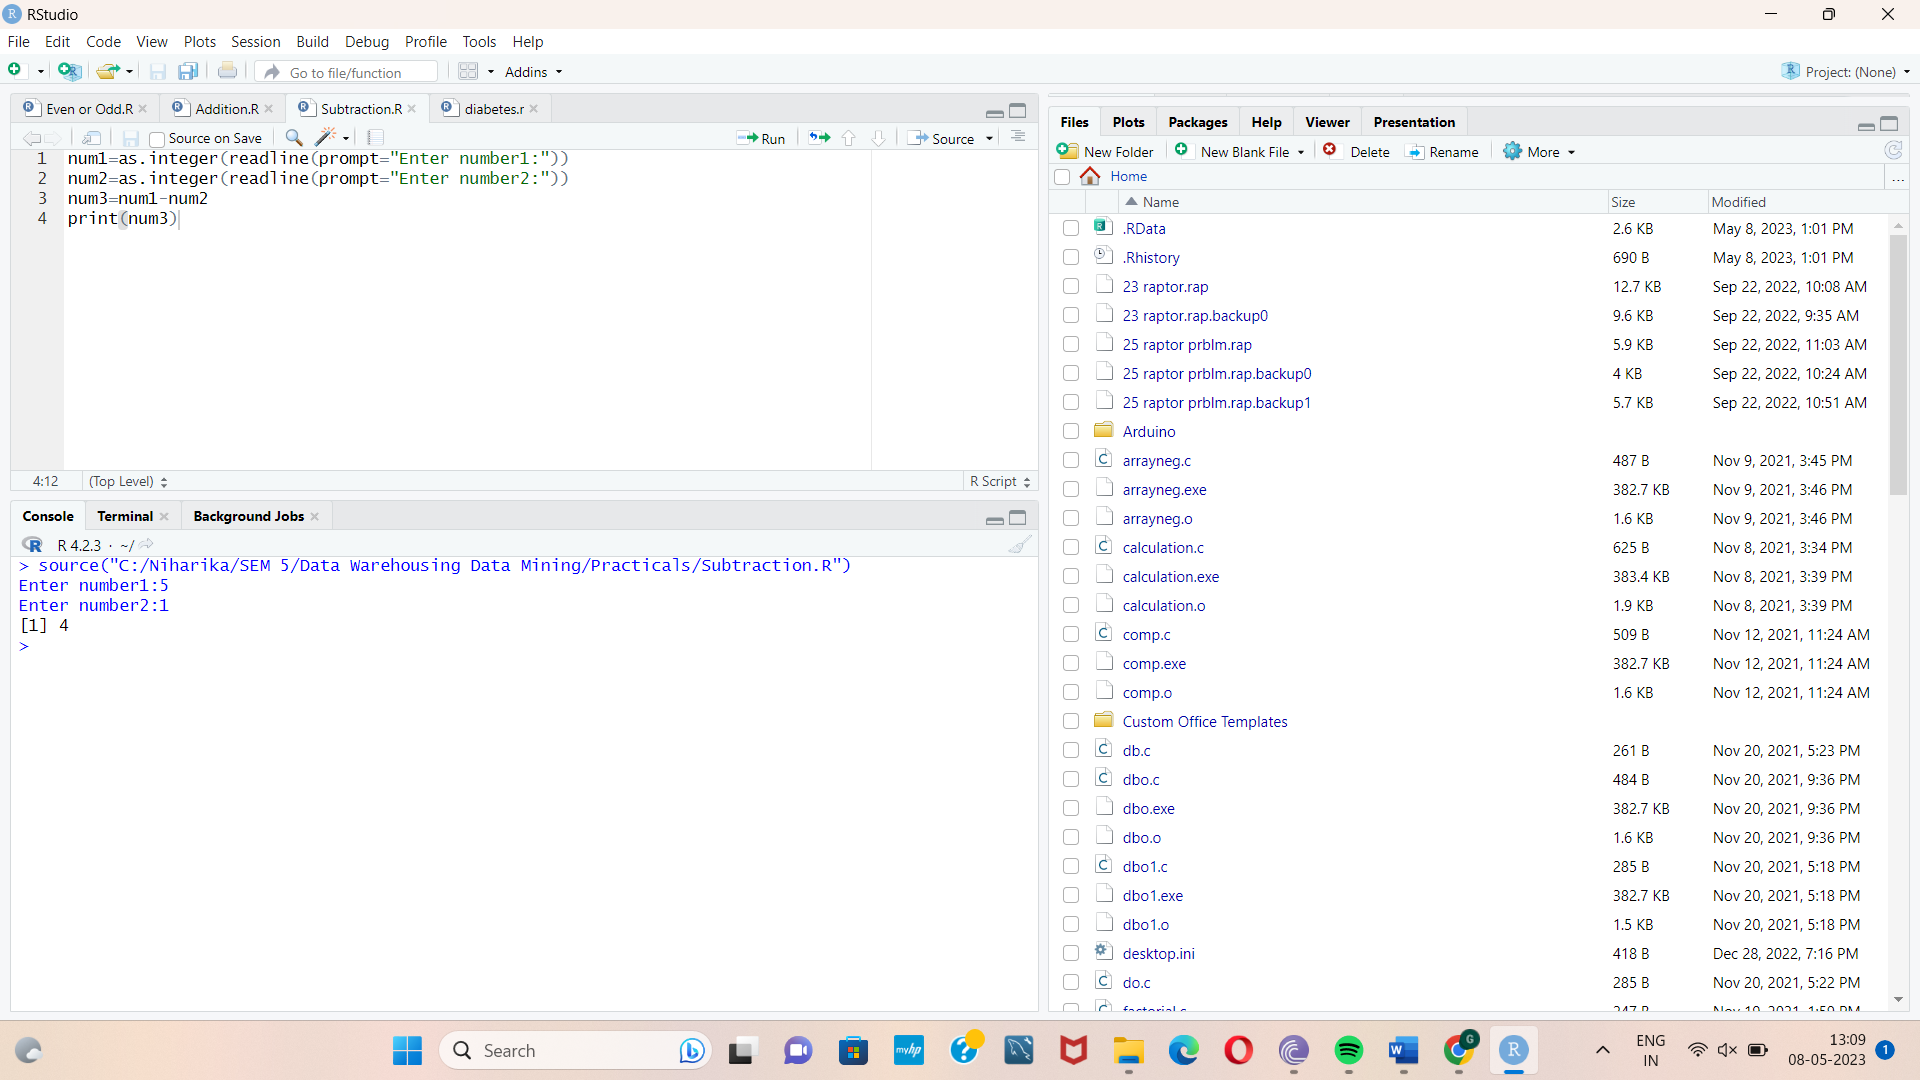 RStudio
File Edit Code View Plots Session Build Debug Profile Tools Help
Go to file/function Addins Project: (None)
Even or Odd.R Addition.R Subtraction.R diabetes.r
Source on Save Run Source
1 num1=as.integer(readline(prompt="Enter number1:"))
2 num2=as.integer(readline(prompt="Enter number2:"))
3 num3=num1-num2
4 print(num3)
4:12 (Top Level) R Script
Console Terminal Background Jobs
R 4.2.3 · ~/
> source("C:/Niharika/SEM 5/Data Warehousing Data Mining/Practicals/Subtraction.R")
Enter number1:5
Enter number2:1
[1] 4
>
Files Plots Packages Help Viewer Presentation
New Folder New Blank File Delete Rename More
Home ...
Name Size Modified
.RData 2.6 KB May 8, 2023, 1:01 PM
.Rhistory 690 B May 8, 2023, 1:01 PM
23 raptor.rap 12.7 KB Sep 22, 2022, 10:08 AM
23 raptor.rap.backup0 9.6 KB Sep 22, 2022, 9:35 AM
25 raptor prblm.rap 5.9 KB Sep 22, 2022, 11:03 AM
25 raptor prblm.rap.backup0 4 KB Sep 22, 2022, 10:24 AM
25 raptor prblm.rap.backup1 5.7 KB Sep 22, 2022, 10:51 AM
Arduino
arrayneg.c 487 B Nov 9, 2021, 3:45 PM
arrayneg.exe 382.7 KB Nov 9, 2021, 3:46 PM
arrayneg.o 1.6 KB Nov 9, 2021, 3:46 PM
calculation.c 625 B Nov 8, 2021, 3:34 PM
calculation.exe 383.4 KB Nov 8, 2021, 3:39 PM
calculation.o 1.9 KB Nov 8, 2021, 3:39 PM
comp.c 509 B Nov 12, 2021, 11:24 AM
comp.exe 382.7 KB Nov 12, 2021, 11:24 AM
comp.o 1.6 KB Nov 12, 2021, 11:24 AM
Custom Office Templates
db.c 261 B Nov 20, 2021, 5:23 PM
dbo.c 484 B Nov 20, 2021, 9:36 PM
dbo.exe 382.7 KB Nov 20, 2021, 9:36 PM
dbo.o 1.6 KB Nov 20, 2021, 9:36 PM
dbo1.c 285 B Nov 20, 2021, 5:18 PM
dbo1.exe 382.7 KB Nov 20, 2021, 5:18 PM
dbo1.o 1.5 KB Nov 20, 2021, 5:18 PM
desktop.ini 418 B Dec 28, 2022, 7:16 PM
do.c 285 B Nov 20, 2021, 5:22 PM
Search myhp ENG IN 13:09 08-05-2023 1